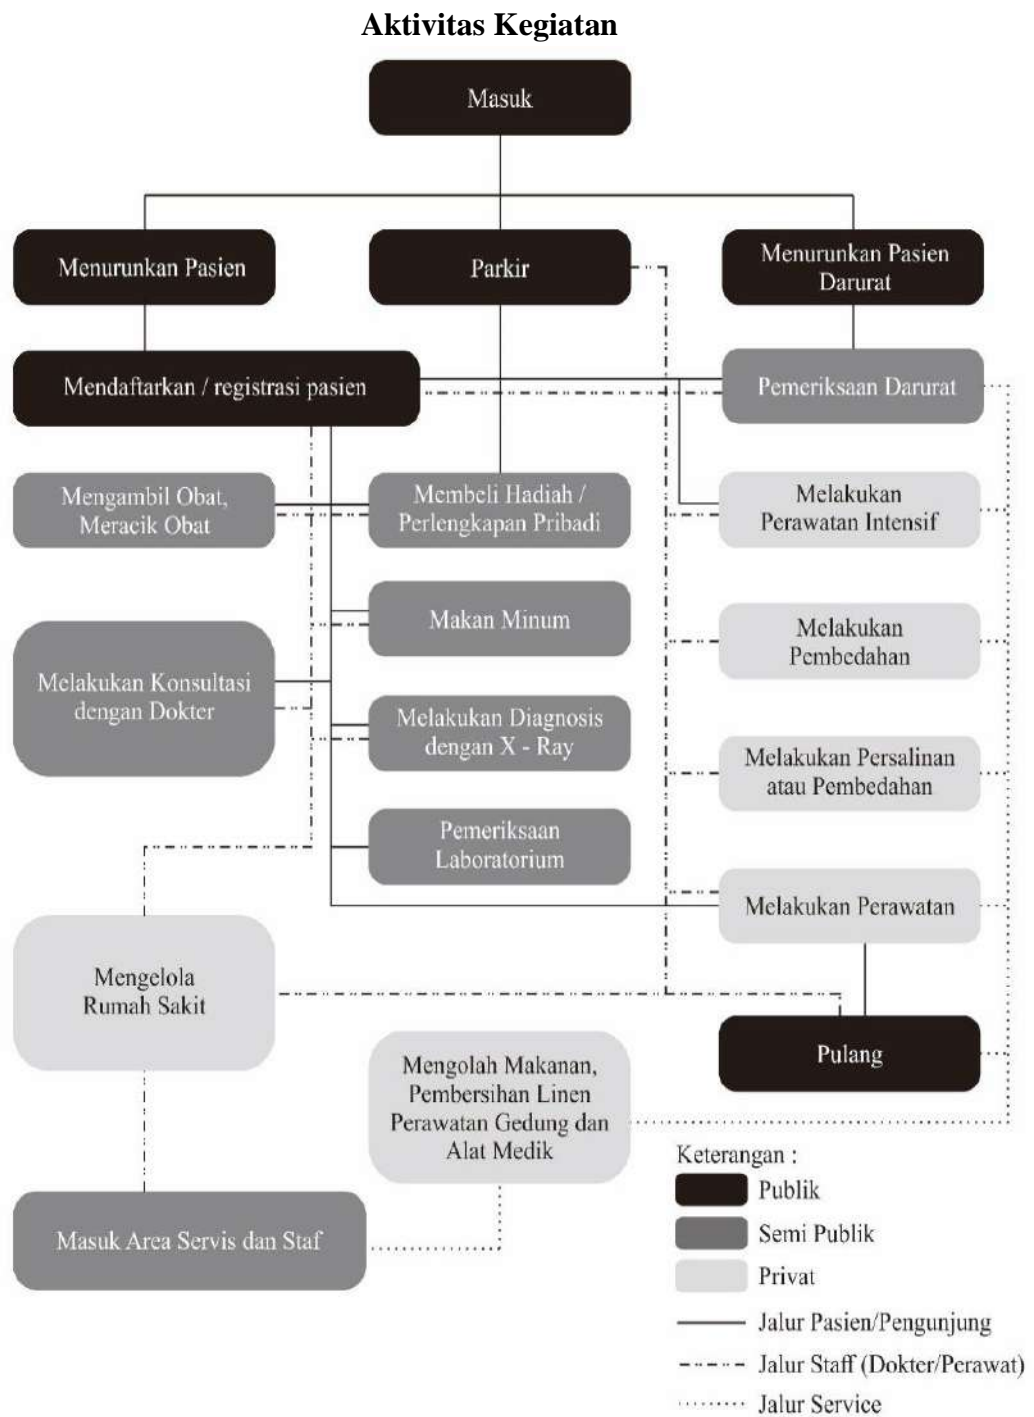 Aktivitas Kegiatan
Masuk
Menurunkan Pasien
Parkir
Menurunkan Pasien
Darurat
Mendaftarkan / registrasi pasien
Pemeriksaan Darurat
Mengambil Obat,
Meracik Obat
Membeli Hadiah /
Perlengkapan Pribadi
Melakukan
Perawatan Intensif
Makan Minum
Melakukan
Pembedahan
Melakukan Konsultasi
dengan Dokter
Melakukan Diagnosis
dengan X - Ray
Melakukan Persalinan
atau Pembedahan
Pemeriksaan
Laboratorium
Melakukan Perawatan
Mengelola
Rumah Sakit
Pulang
Mengolah Makanan,
Pembersihan Linen
Perawatan Gedung dan
Alat Medik
Masuk Area Servis dan Staf
Keterangan :
Publik
Semi Publik
Privat
Jalur Pasien/Pengunjung
Jalur Staff (Dokter/Perawat)
Jalur Service